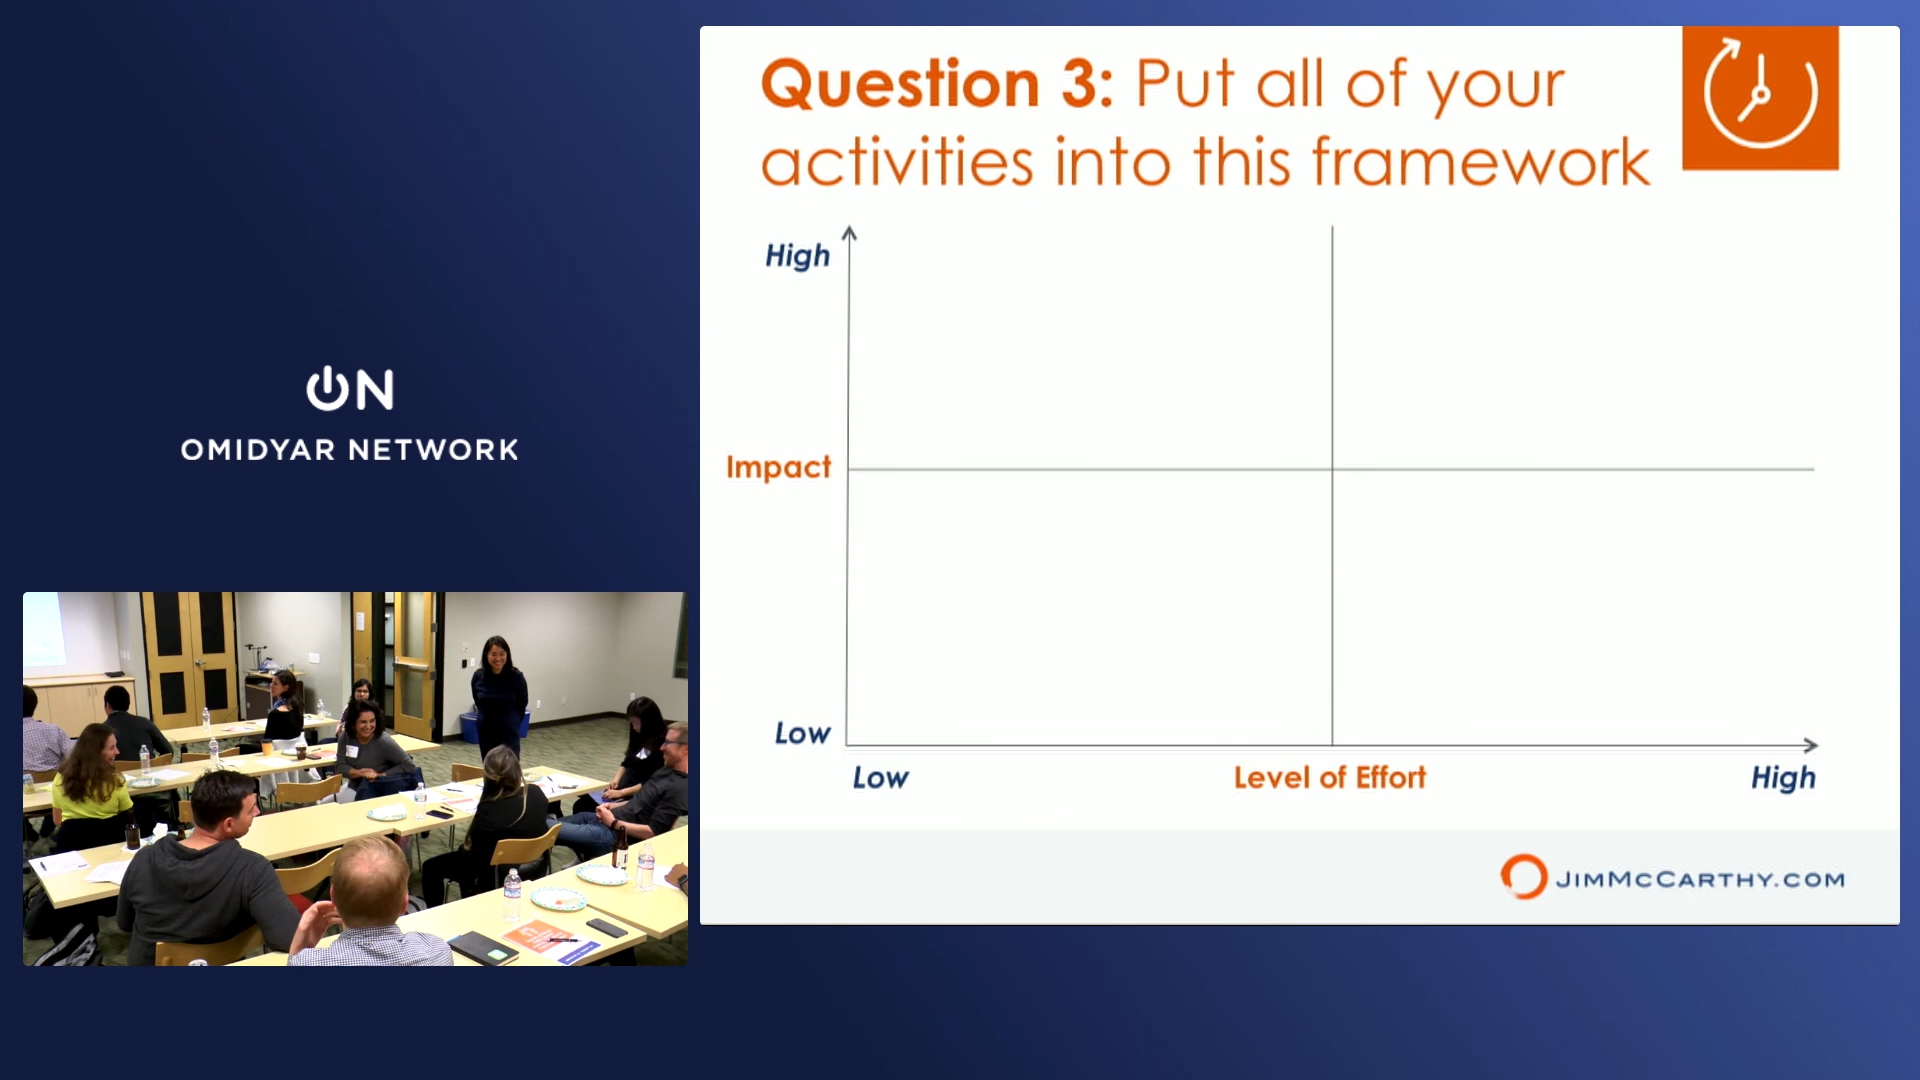 Question 3: Put all of your
activities into this framework
High
Impact
Low
Low
Level of Effort
High
JIMMCCARTHY.COM
ON
OMIDYAR NETWORK